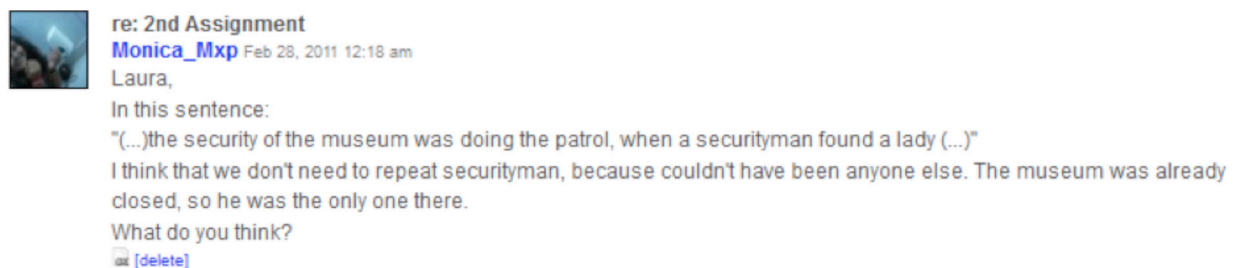 re: 2nd Assignment
Monica_Mxp Feb 28, 2011 12:18 am
Laura,
In this sentence:
"(...)the security of the museum was doing the patrol, when a securityman found a lady (...)"
I think that we don't need to repeat securityman, because couldn't have been anyone else. The museum was already
closed, so he was the only one there.
What do you think?
[delete]